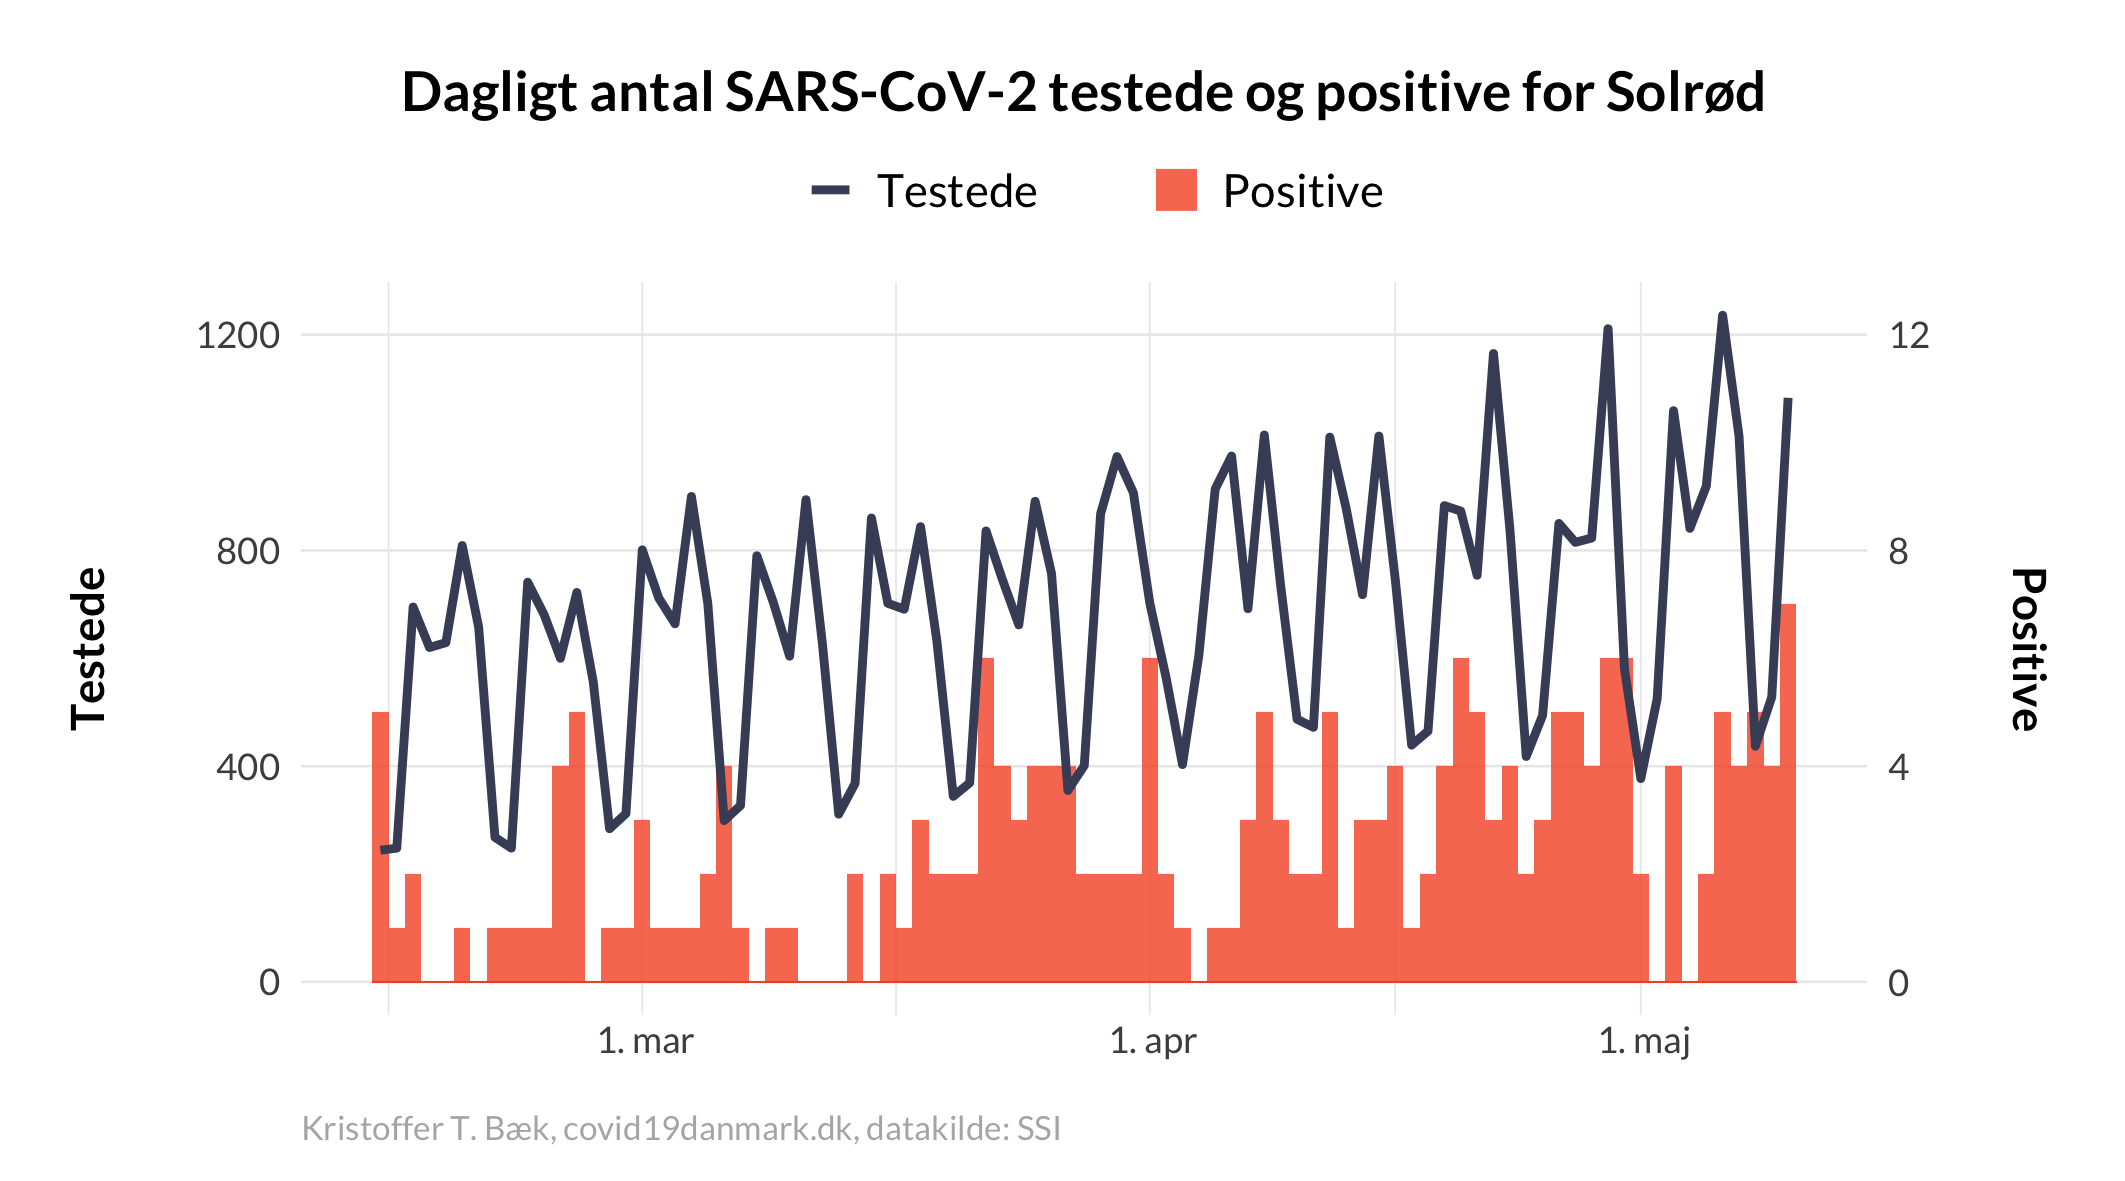 Dagligt antal SARS-CoV-2 testede og positive for Solrød
Testede Positive
1200 12
800 8
400 4
0 0
Testede
Positive
1. mar 1. apr 1. maj
Kristoffer T. Bæk, covid19danmark.dk, datakilde: SSI